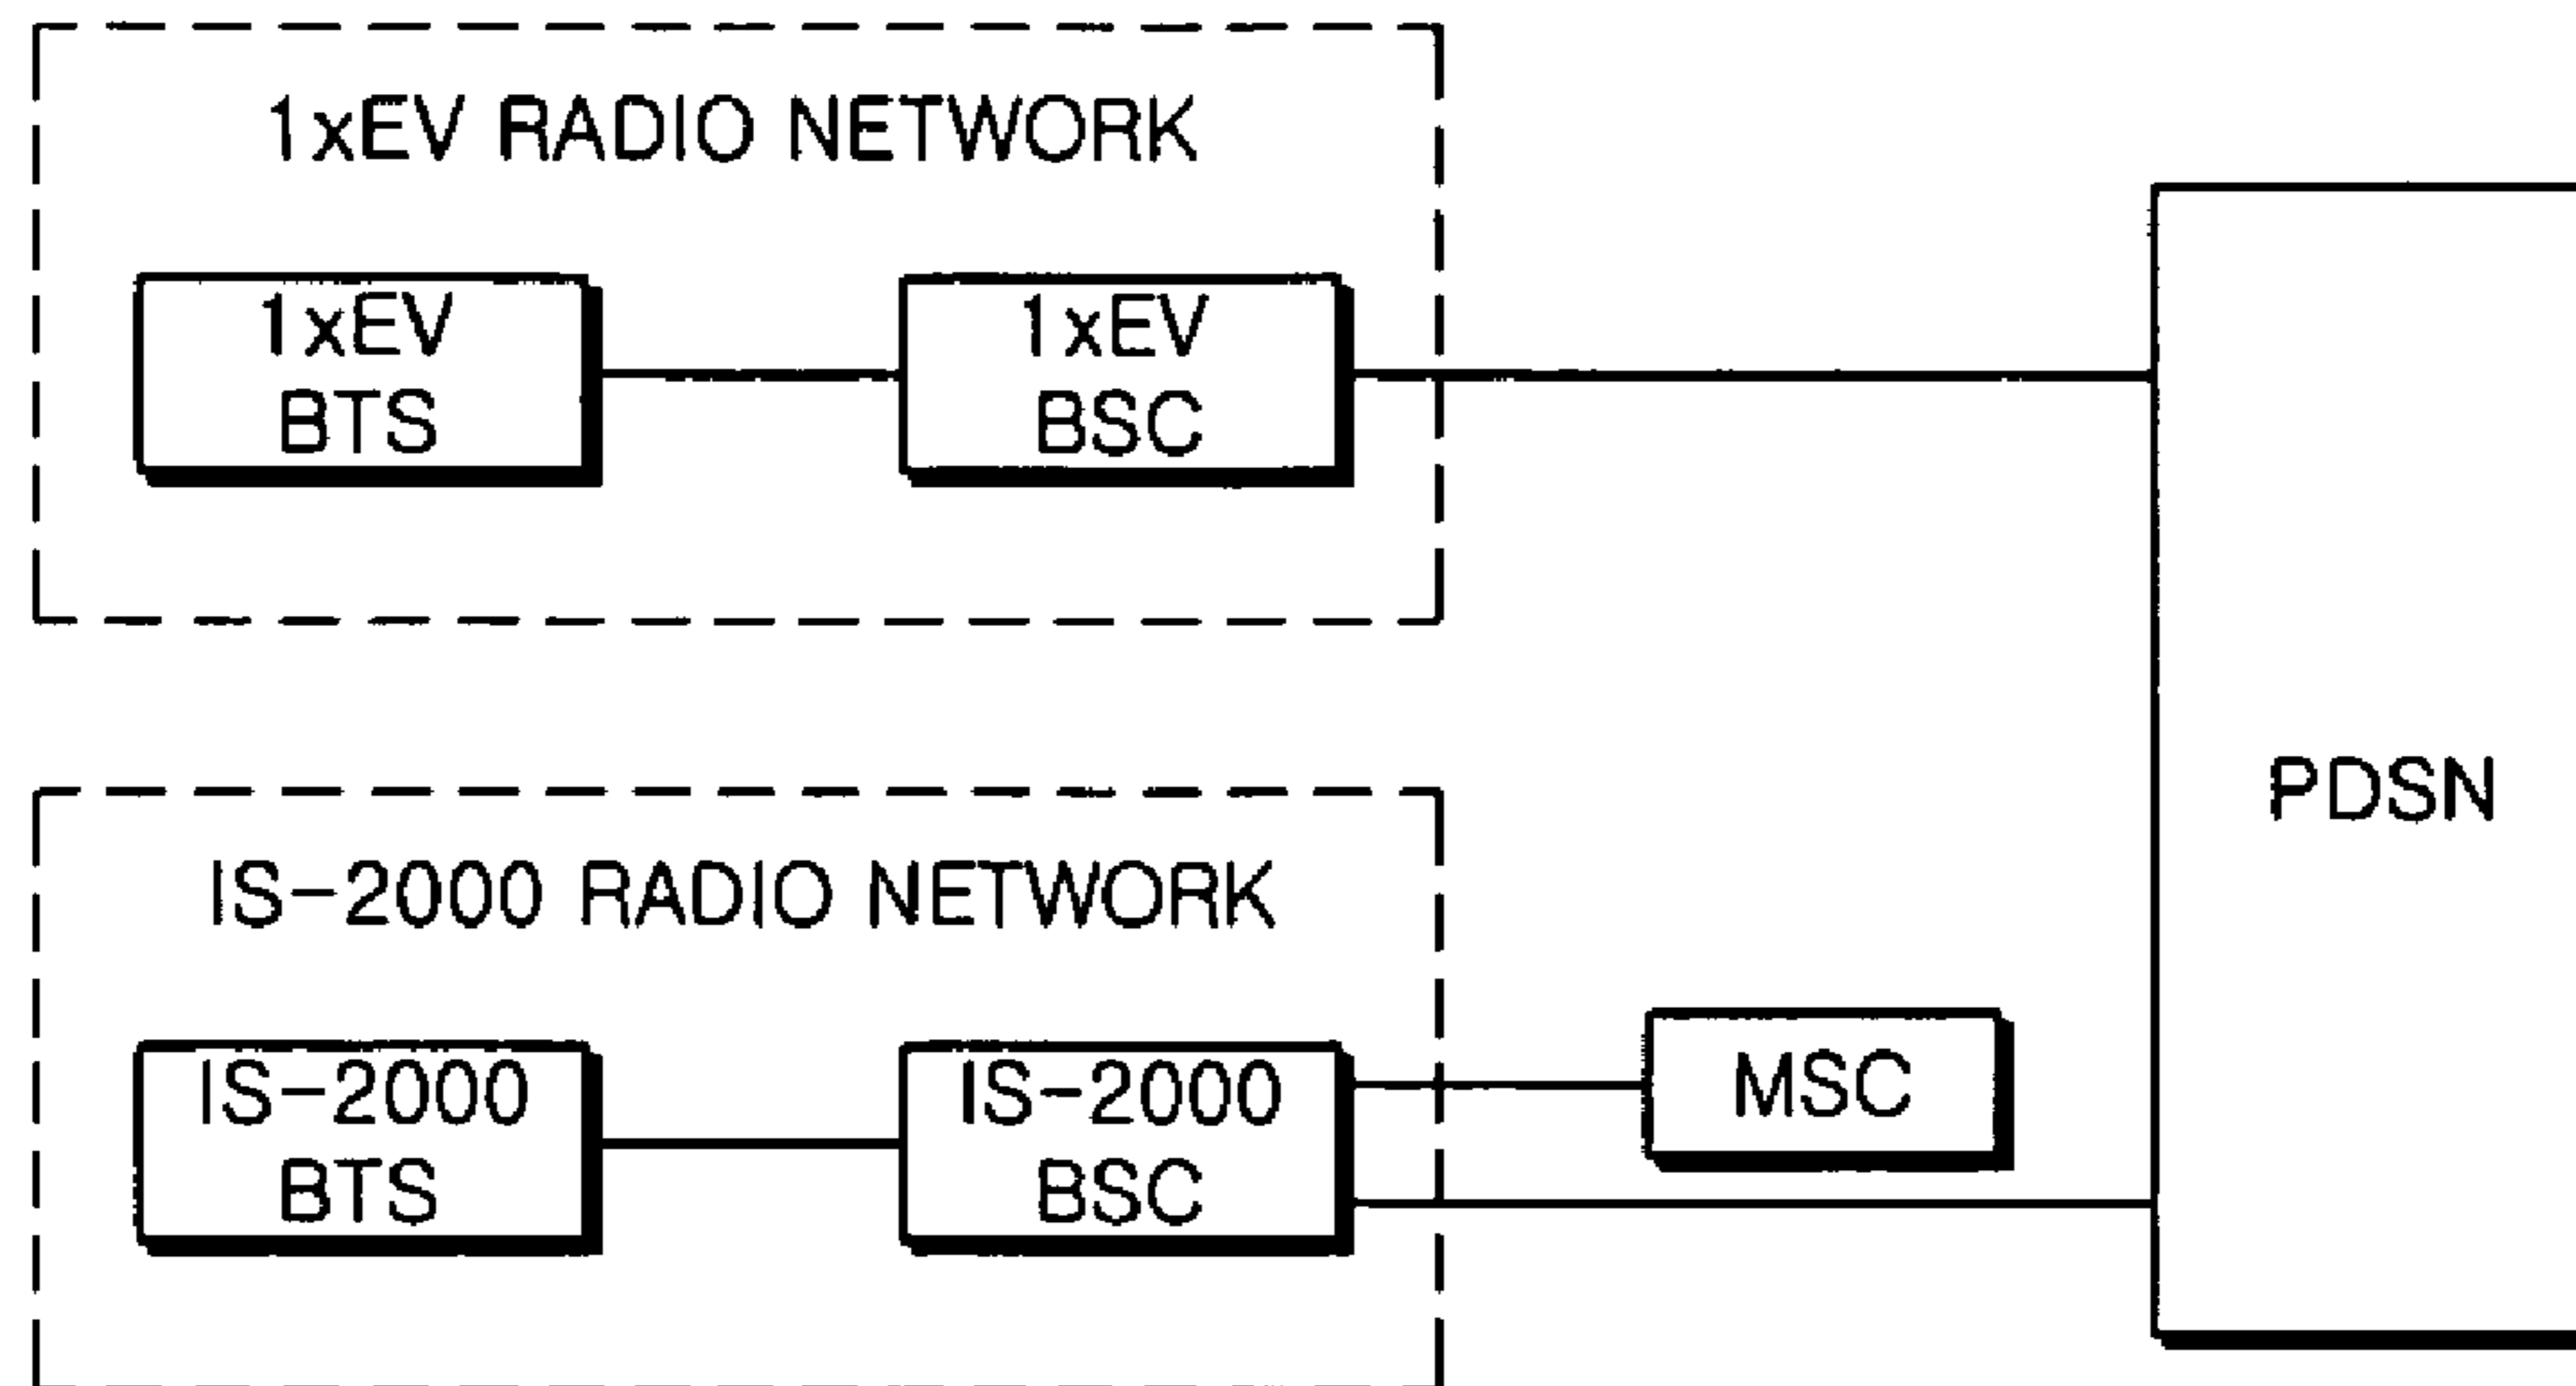 1xEV RADIO NETWORK
1xEV
BTS
1xEV
BSC
PDSN
IS-2000 RADIO NETWORK
IS-2000
BTS
IS-2000
BSC
MSC